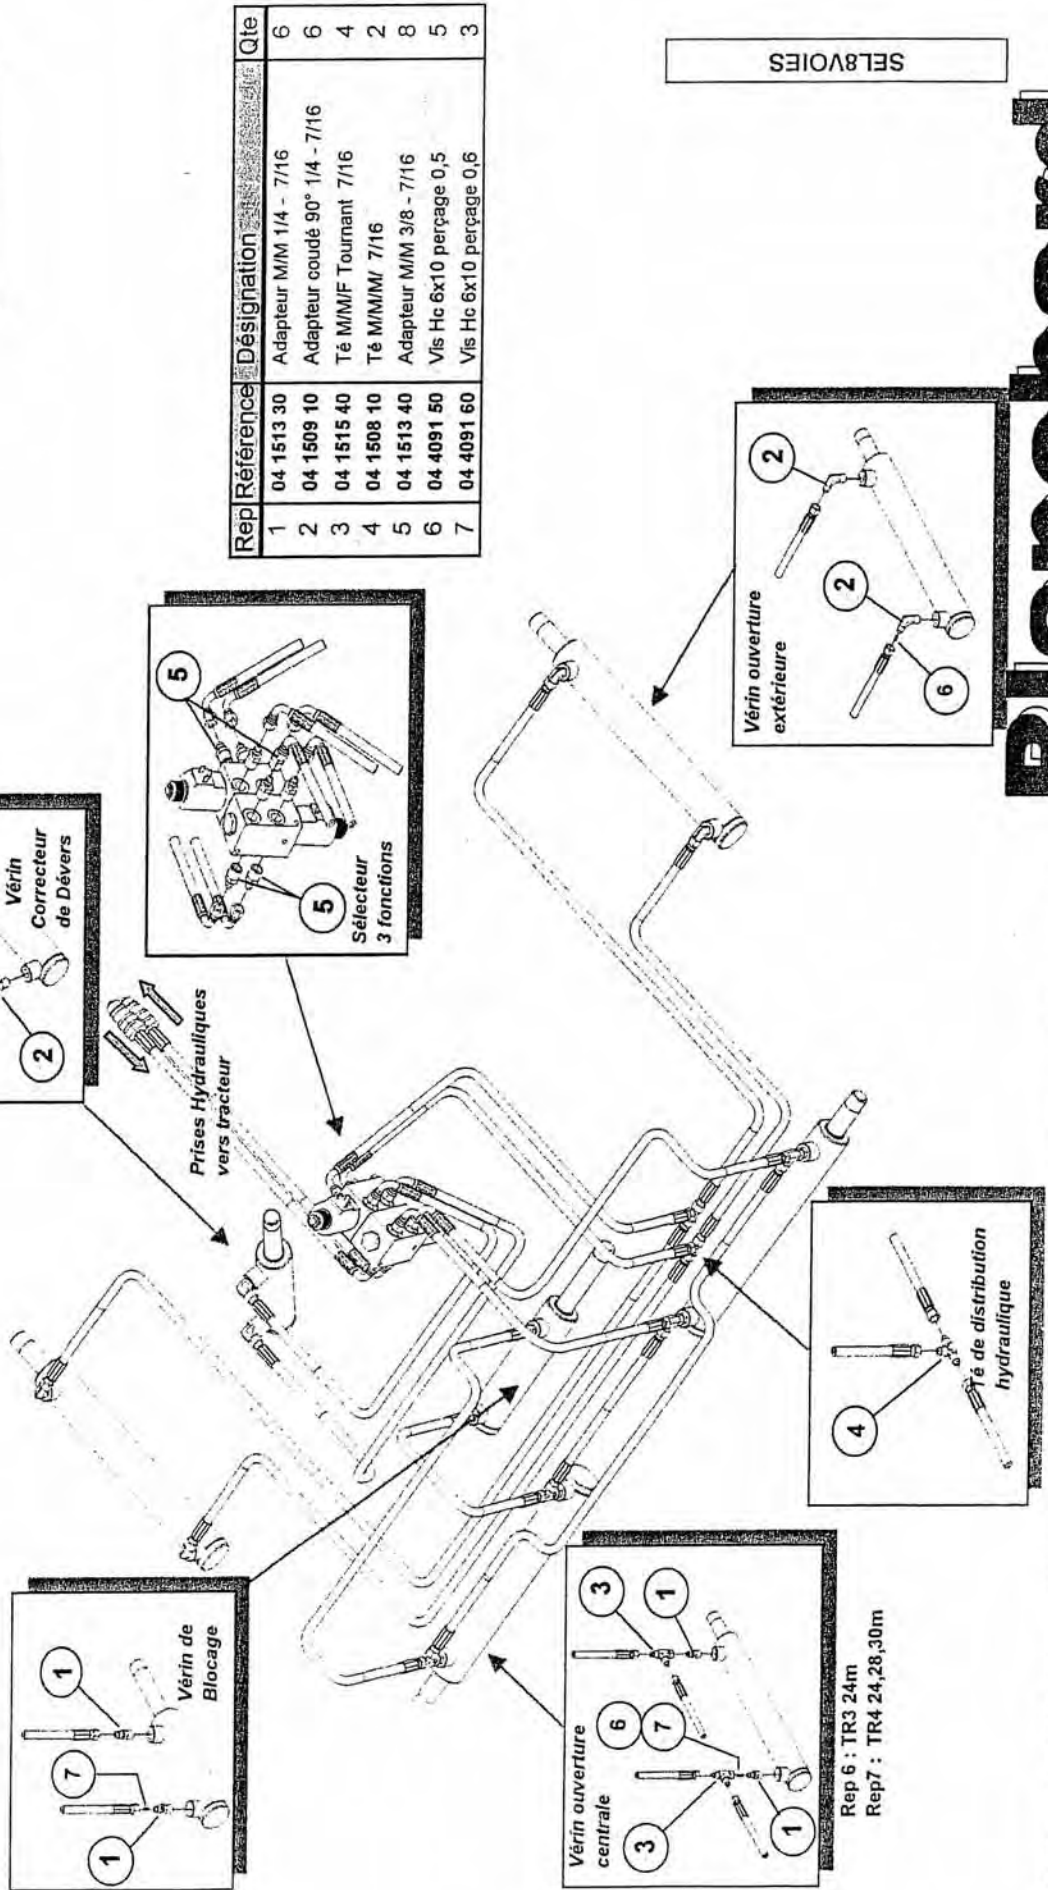 Rep Référence Désignation Qte
1 04 1513 30 Adapteur M/M 1/4 - 7/16 6
2 04 1509 10 Adapteur coudé 90° 1/4 - 7/16 6
3 04 1515 40 Té M/M/F Tournant 7/16 4
4 04 1508 10 Té M/M/M/ 7/16 2
5 04 1513 40 Adapteur M/M 3/8 - 7/16 8
6 04 4091 50 Vis Hc 6x10 perçage 0,5 5
7 04 4091 60 Vis Hc 6x10 perçage 0,6 3
SEL8VOIES
Vérin
Correcteur
de Dévers
2
Prises Hydrauliques
vers tracteur
5
5
Sélecteur
3 fonctions
Vérin ouverture
extérieure
2
2
6
7
1
1
Vérin de
Blocage
Vérin ouverture
centrale
3
1
6
7
3
1
Rep 6 : TR3 24m
Rep7 : TR4 24,28,30m
4
Té de distribution
hydraulique